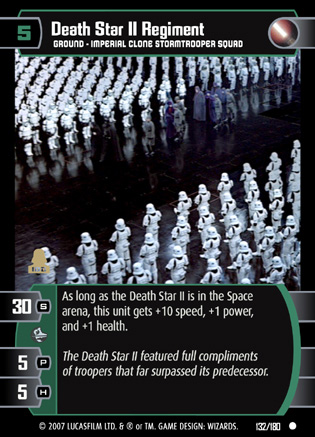 5
Death Star II Regiment
GROUND - IMPERIAL CLONE STORMTROOPER SQUAD
30 S
As long as the Death Star II is in the Space
arena, this unit gets +10 speed, +1 power,
and +1 health.
5 P
The Death Star II featured full compliments
of troopers that far surpassed its predecessor.
5 H
© 2007 LUCASFILM LTD. & ® or TM. GAME DESIGN: WIZARDS. 132/180